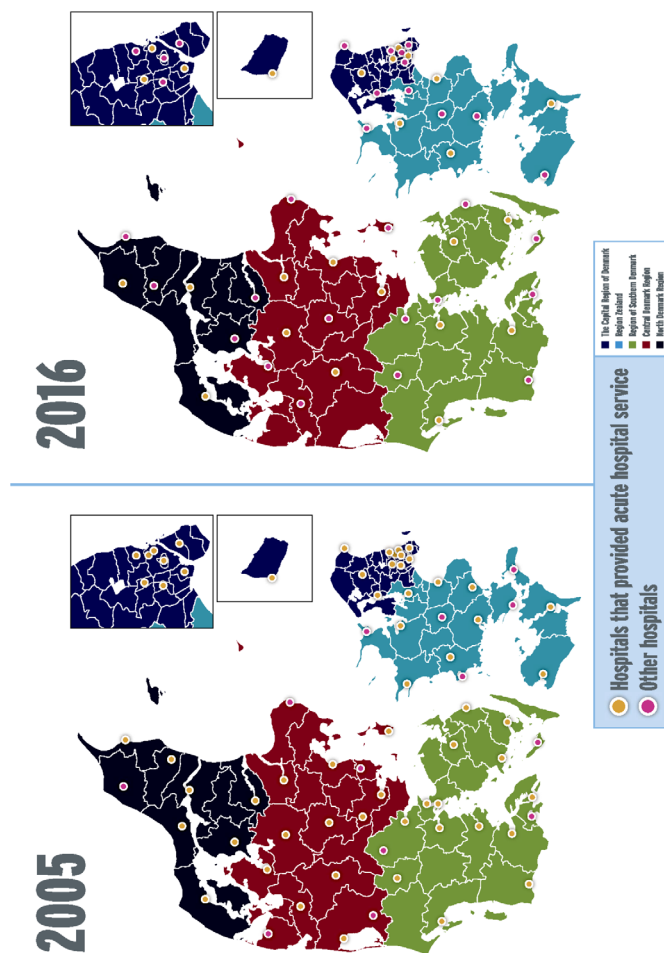 2005
2016
Hospitals that provided acute hospital service
Other hospitals
The Capital Region of Denmark
Region Zealand
Region of Southern Denmark
Central Denmark Region
North Denmark Region